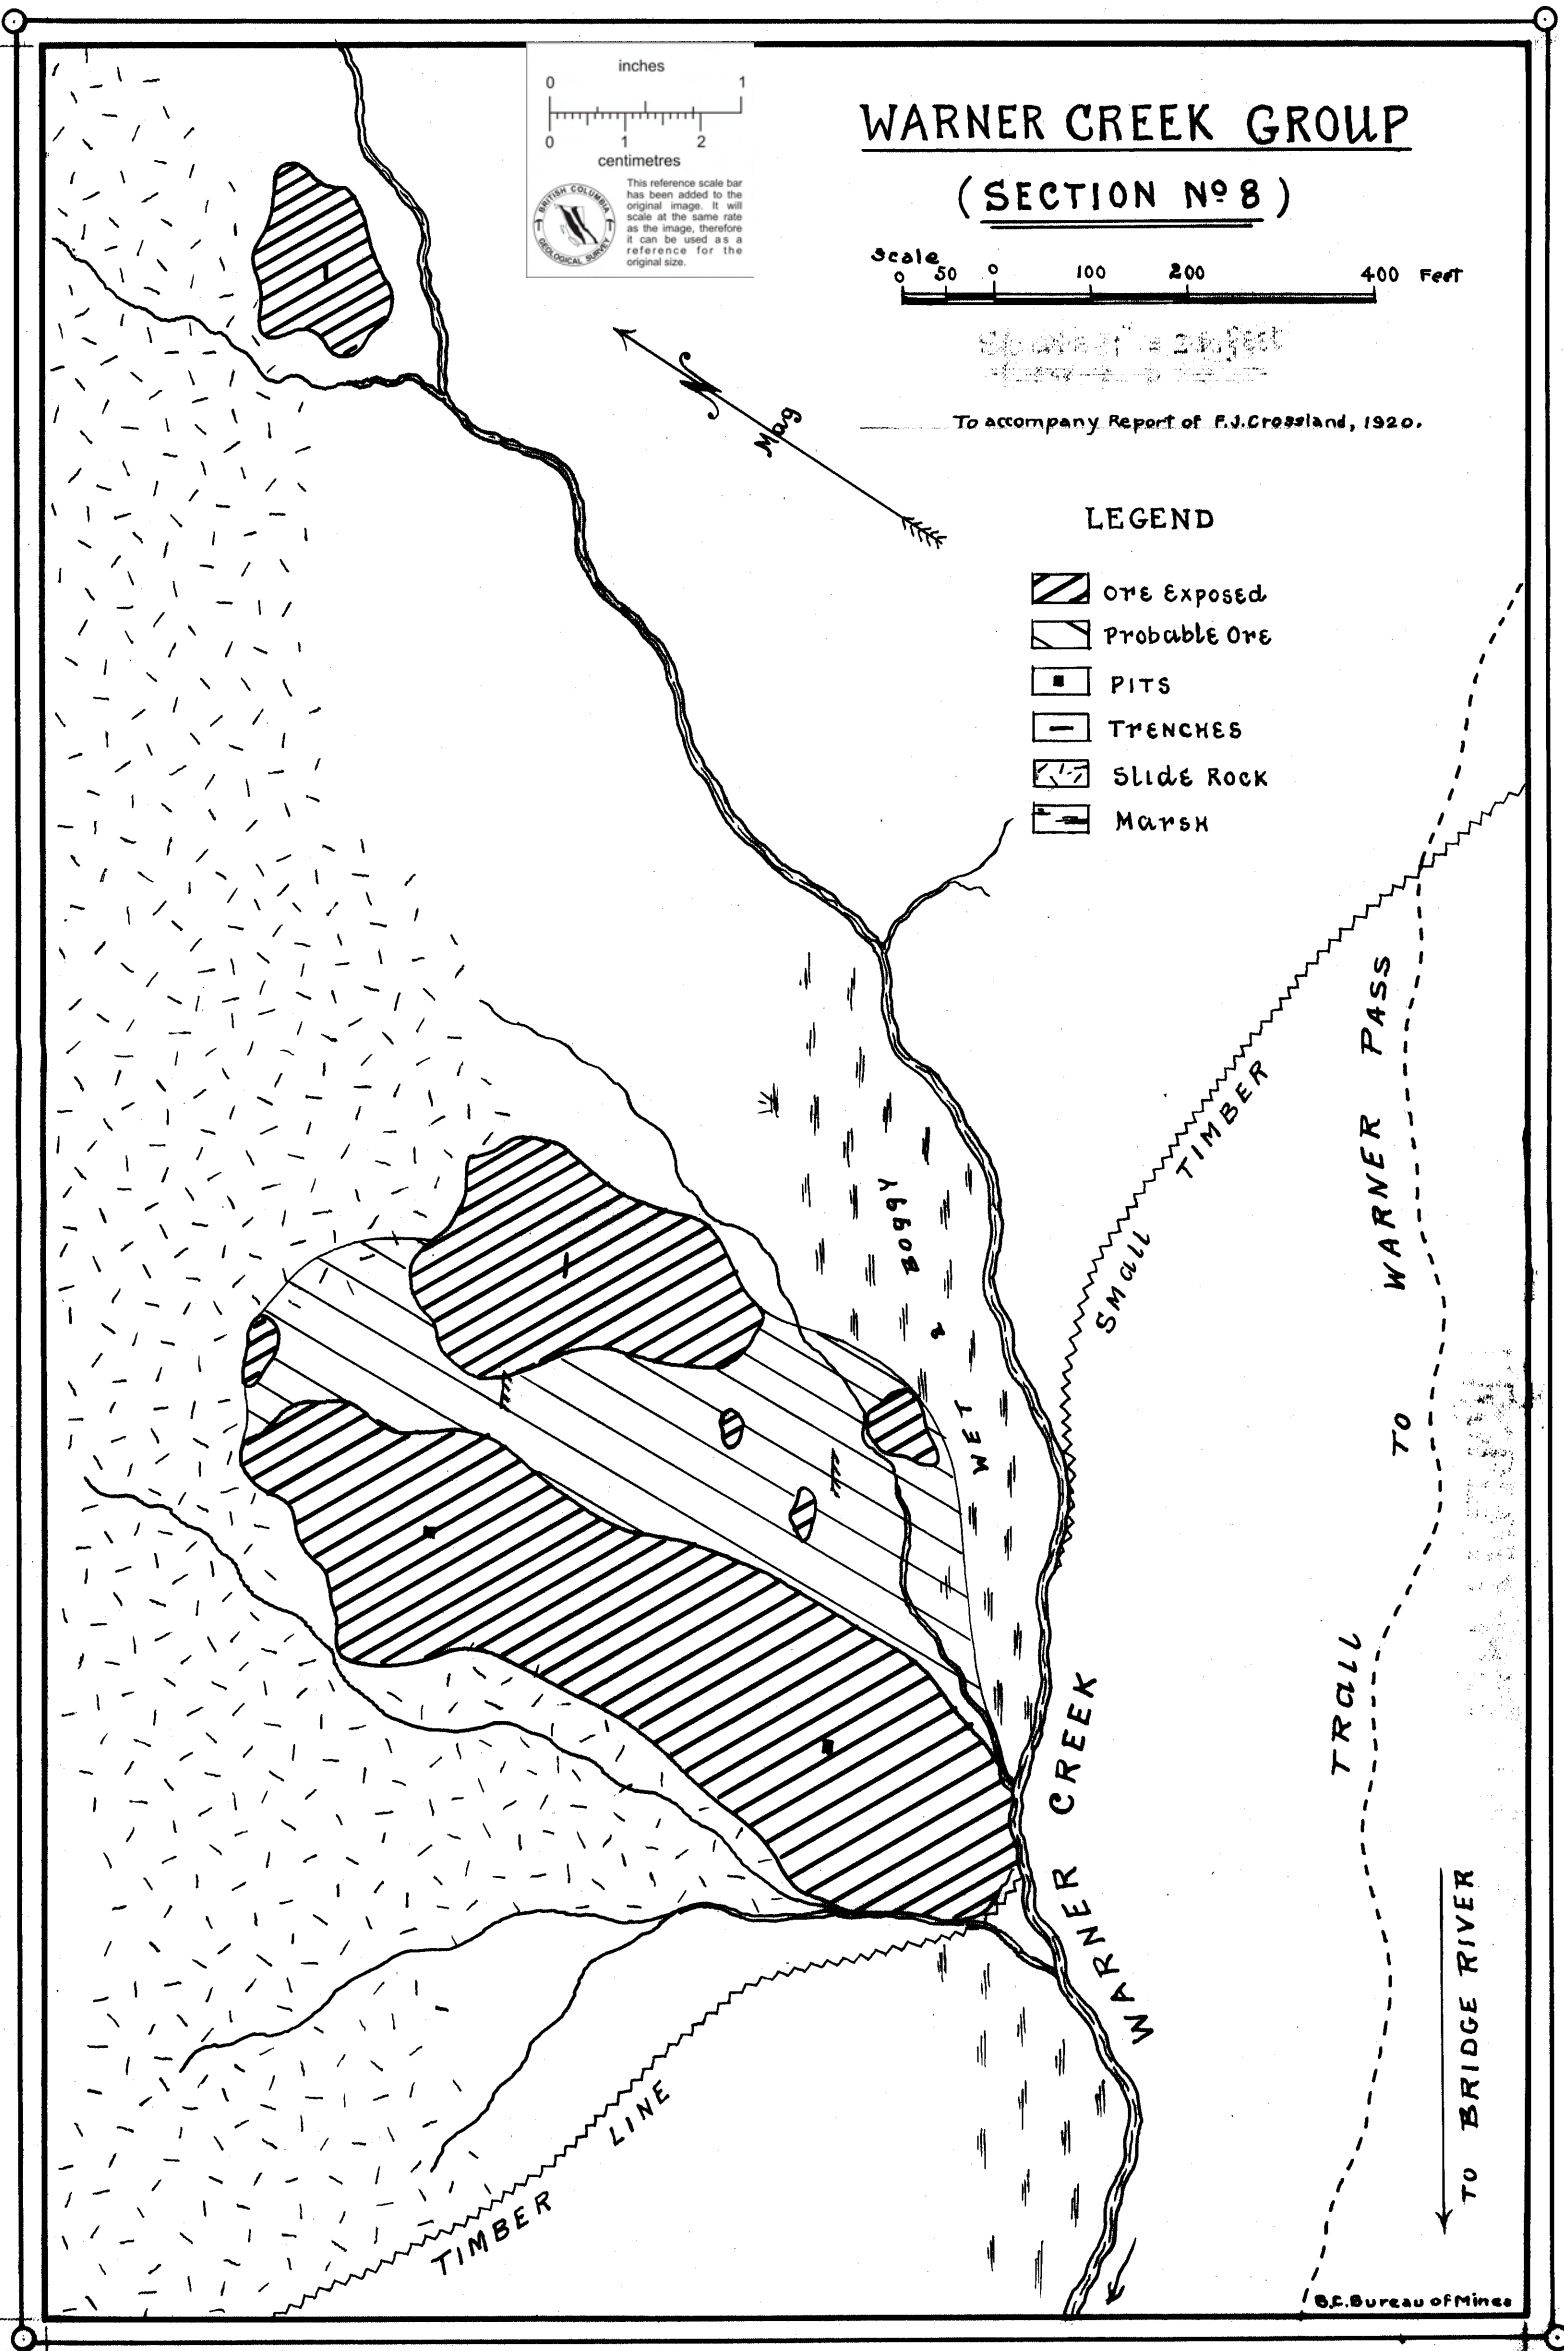 inches
0 1
0 1 2
centimetres
BRITISH COLUMBIA
GEOLOGICAL SURVEY
This reference scale bar
has been added to the
original image. It will
scale at the same rate
as the image, therefore
it can be used as a
reference for the
original size.
WARNER CREEK GROUP
(SECTION Nº 8)
Scale
0 50 0 100 200 400 Feet
N
Mag
To accompany Report of F.J.Crossland, 1920.
LEGEND
Ore Exposed
Probable Ore
PITS
Trenches
Slide Rock
Marsh
WET & BOGGY
SMALL TIMBER
TRAIL TO WARNER PASS
WARNER CREEK
TO BRIDGE RIVER
TIMBER LINE
B.C. Bureau of Mines